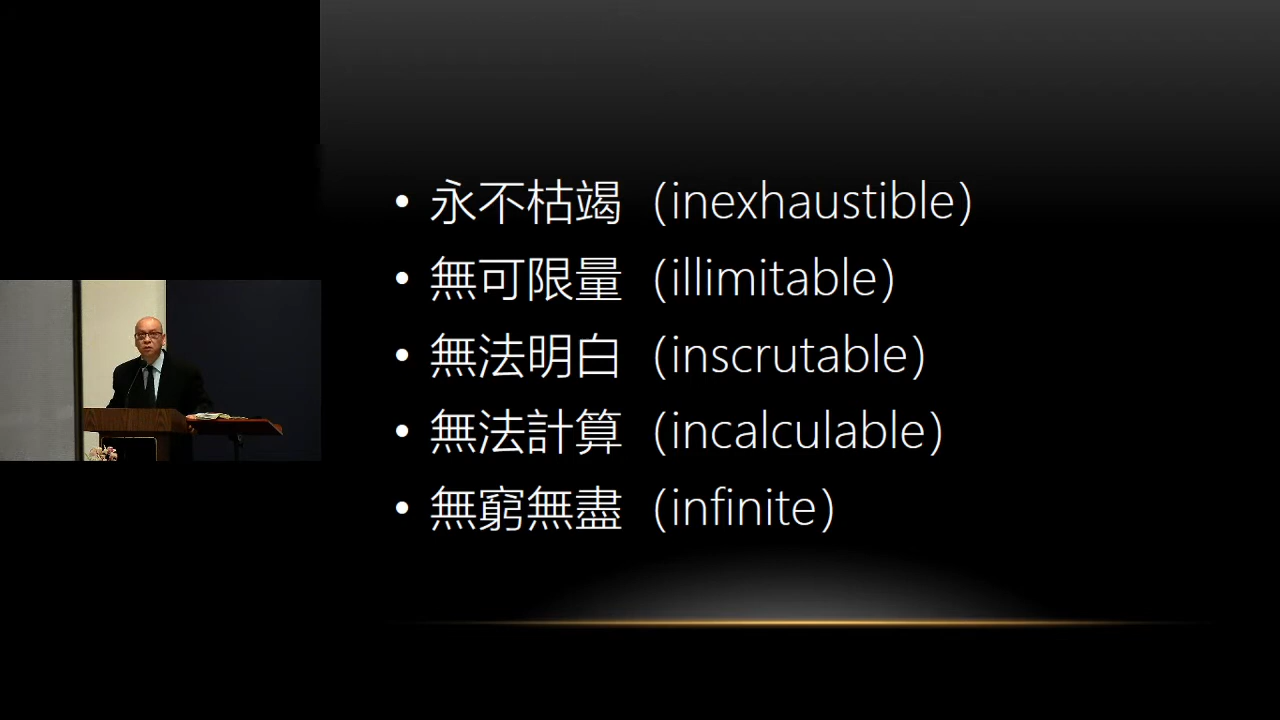 • 永不枯竭 (inexhaustible)
• 無可限量 (illimitable)
• 無法明白 (inscrutable)
• 無法計算 (incalculable)
• 無窮無盡 (infinite)